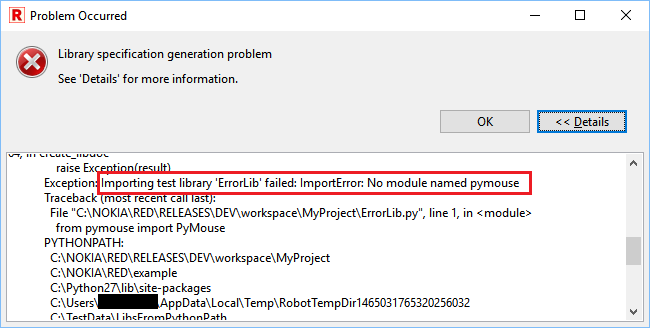 R Problem Occurred
Library specification generation problem
See 'Details' for more information.
OK
<< Details
raise Exception(result)
Exception: Importing test library 'ErrorLib' failed: ImportError: No module named pymouse
Traceback (most recent call last):
File "C:\NOKIA\RED\RELEASES\DEV\workspace\MyProject\ErrorLib.py", line 1, in <module>
from pymouse import PyMouse
PYTHONPATH:
C:\NOKIA\RED\RELEASES\DEV\workspace\MyProject
C:\NOKIA\RED\example
C:\Python27\lib\site-packages
C:\Users\ AppData\Local\Temp\RobotTempDir1465031765320256032
C:\TestData\LibsFromPythonPath